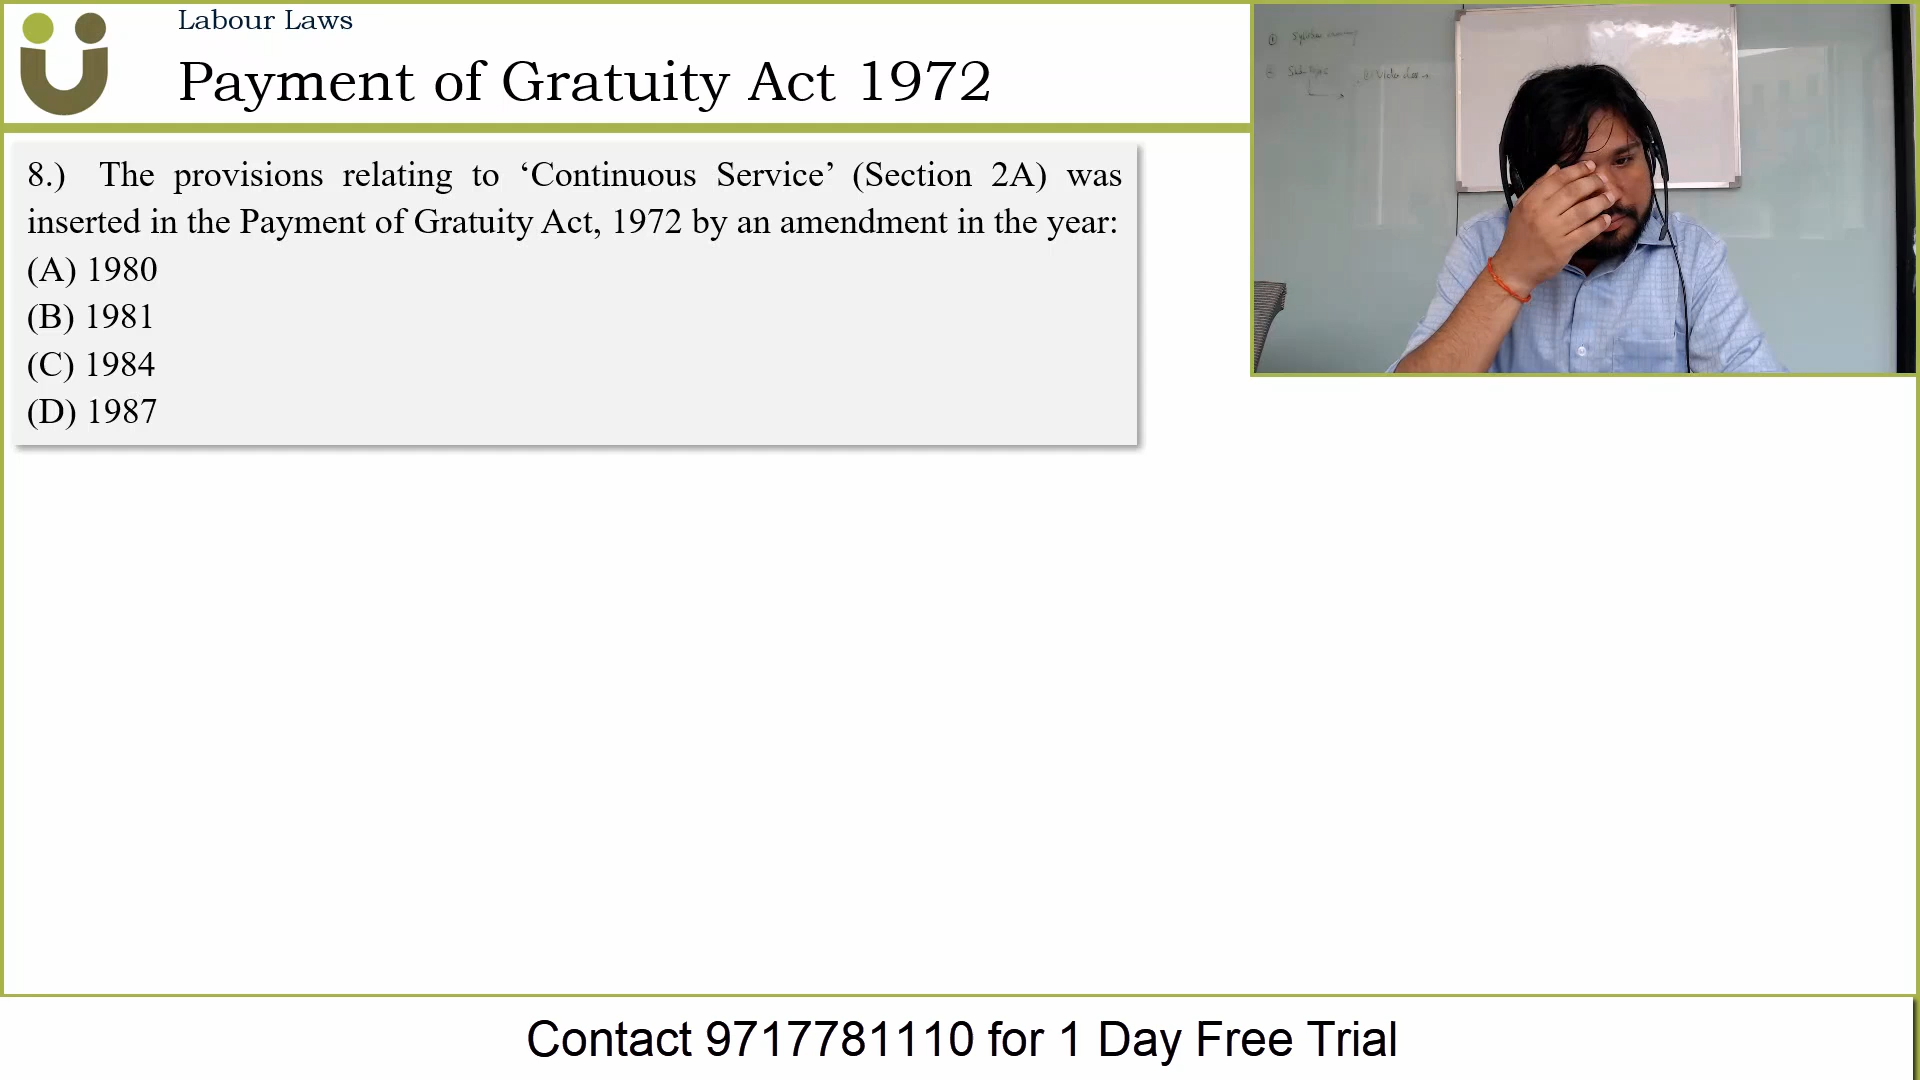 Labour Laws
Payment of Gratuity Act 1972
8.) The provisions relating to ‘Continuous Service’ (Section 2A) was
inserted in the Payment of Gratuity Act, 1972 by an amendment in the year:
(A) 1980
(B) 1981
(C) 1984
(D) 1987
Contact 9717781110 for 1 Day Free Trial